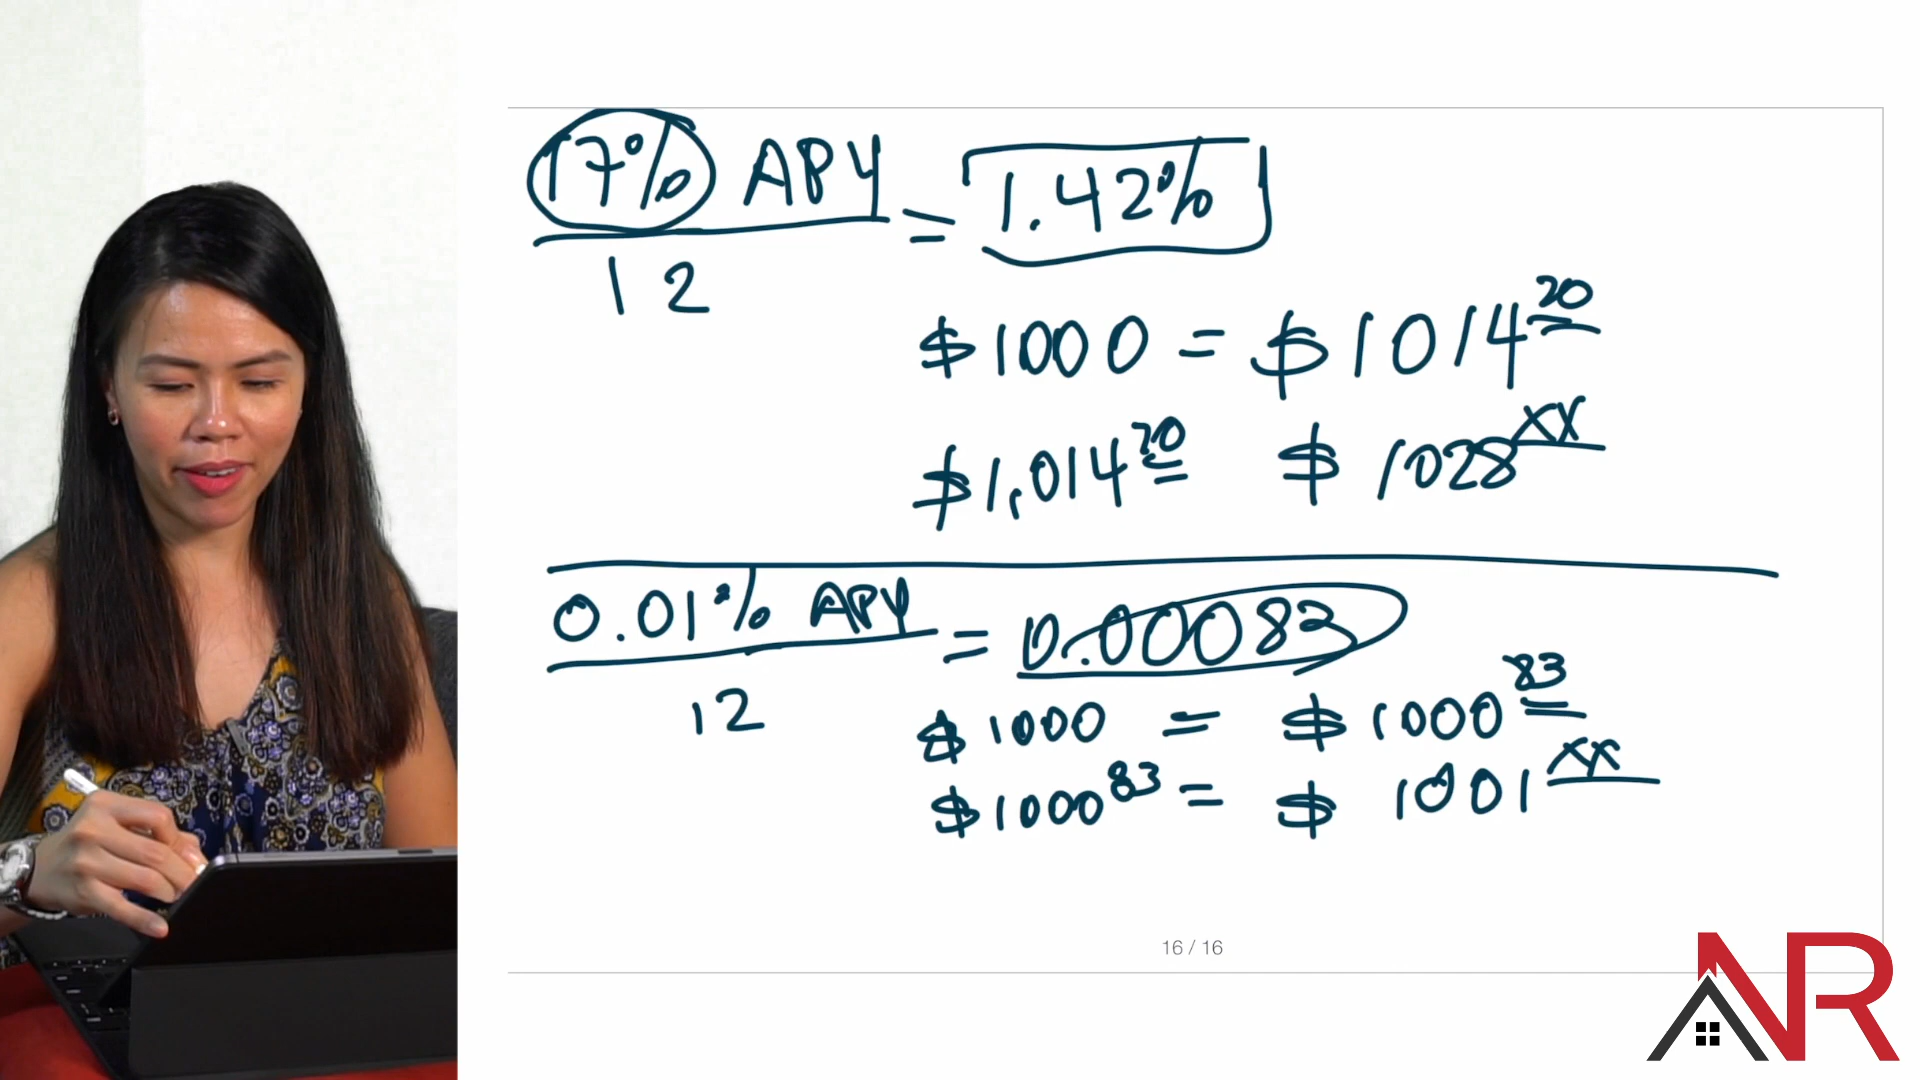 17% APY = 1.42%
12
$1000 = $1014 20
$1,014 20 $1028 XX
0.01% APY = 0.00083
12
$1000 = $1000 83
$1000 83 = $1001 XX
16 / 16
NR